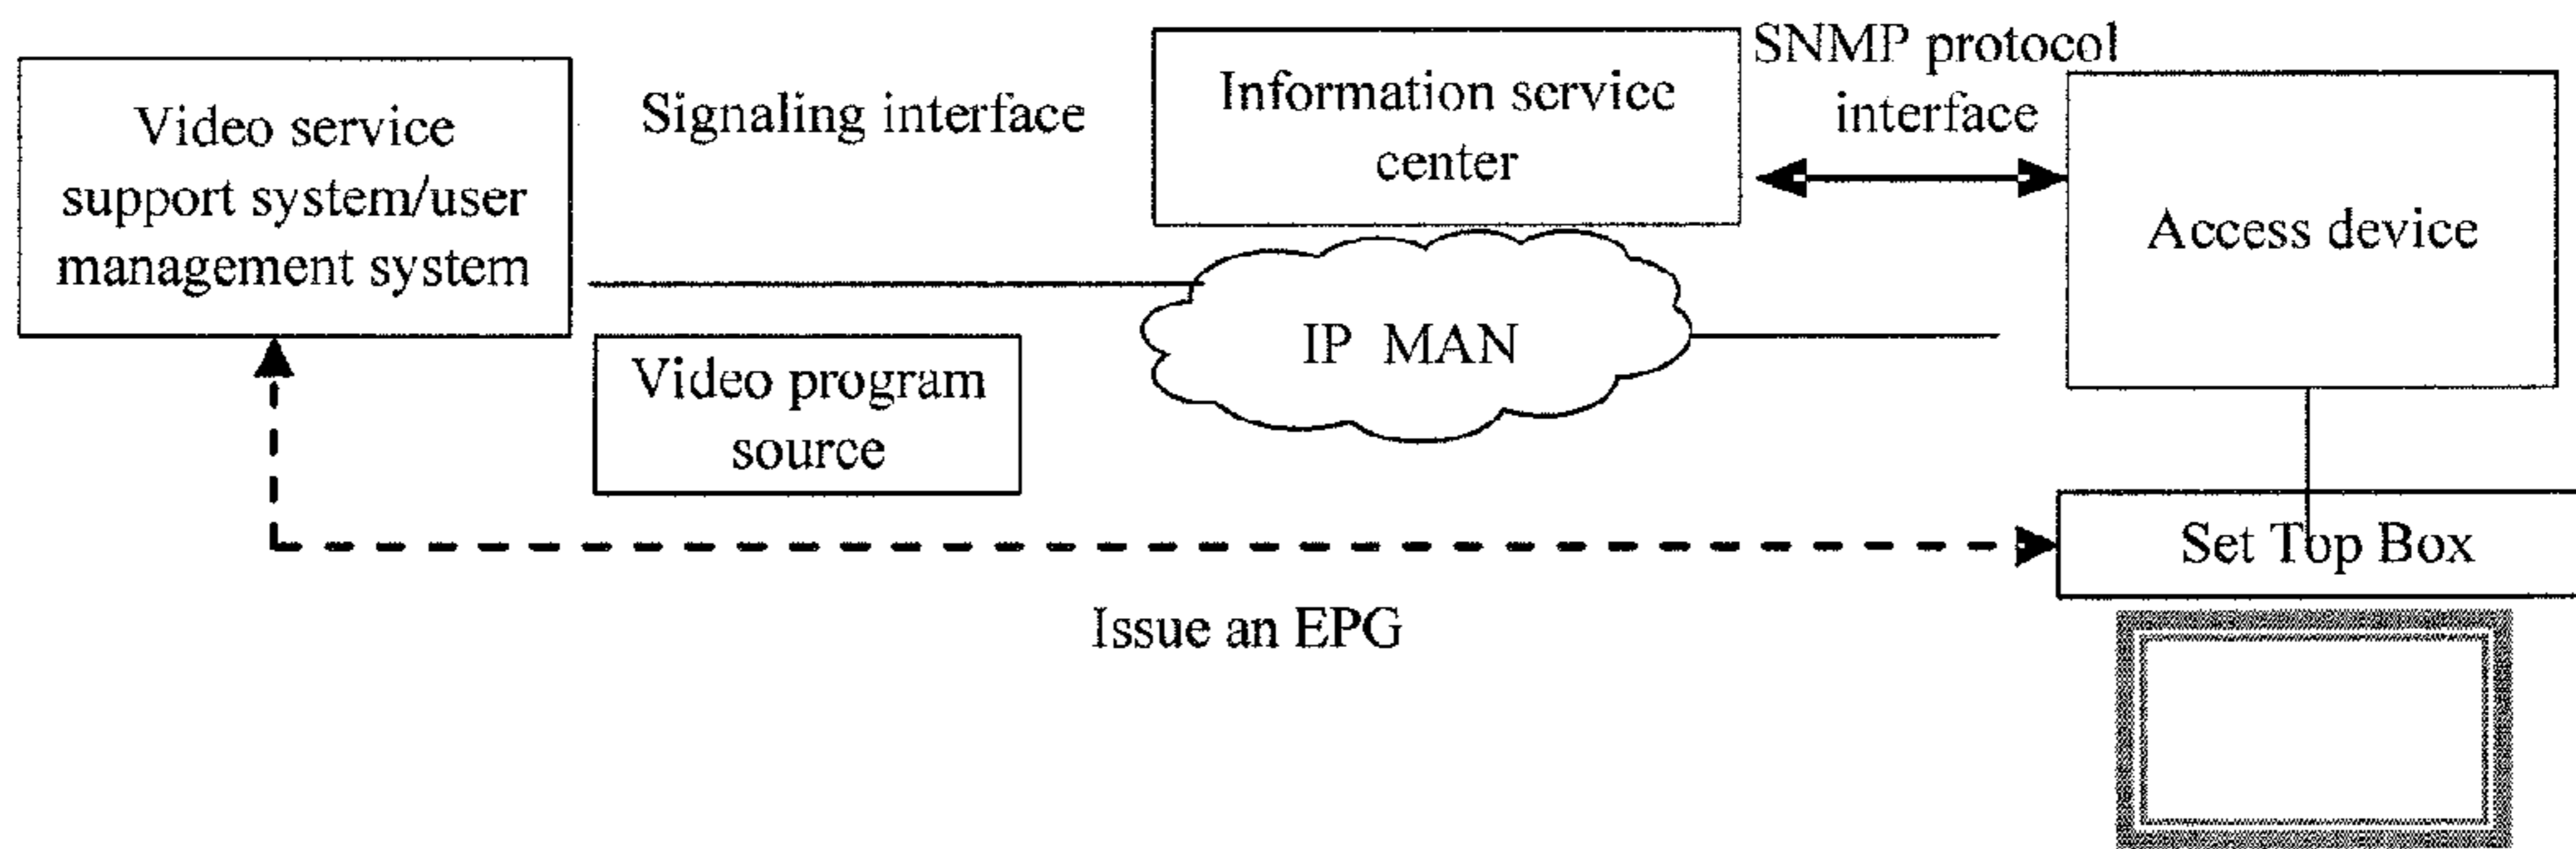 Video service
support system/user
management system
Signaling interface
Information service
center
SNMP protocol
interface
Access device
Video program
source
IP MAN
Set Top Box
Issue an EPG